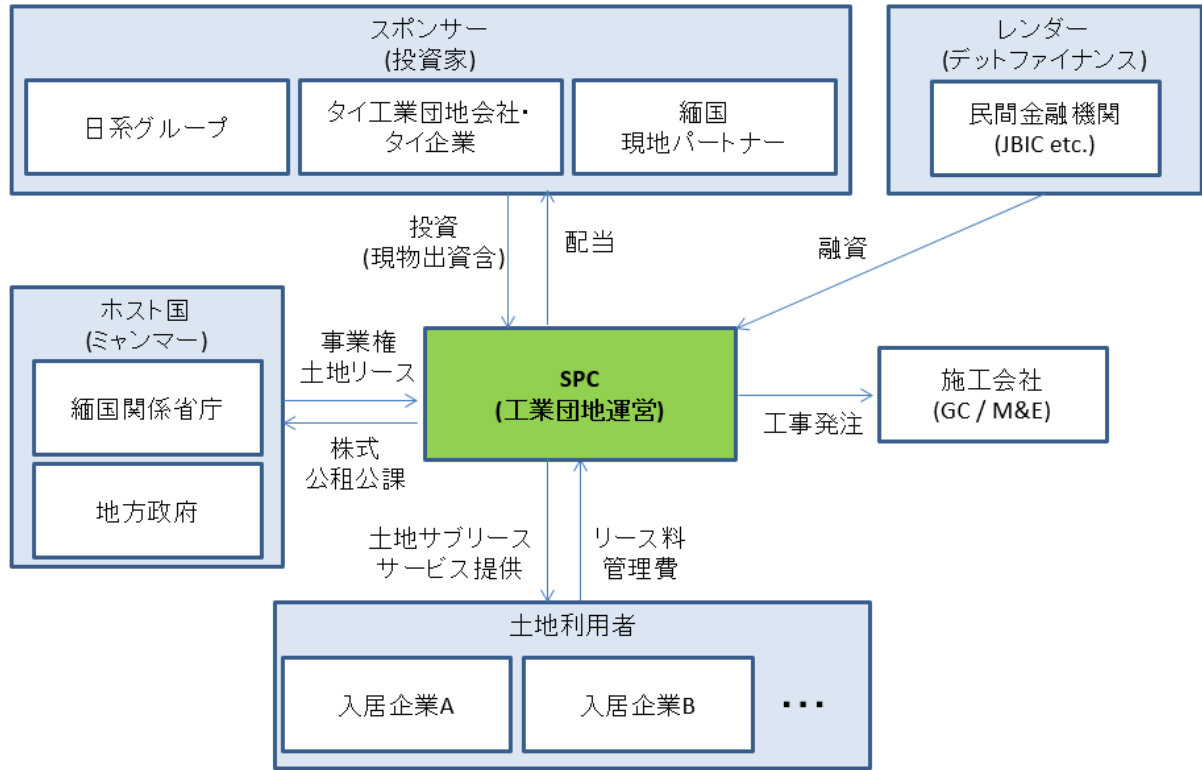 スポンサー
(投資家)
日系グループ
タイ工業団地会社・
タイ企業
緬国
現地パートナー
レンダー
(デットファイナンス)
民間金融機関
(JBIC etc.)
投資
(現物出資含)
配当
融資
ホスト国
(ミャンマー)
緬国関係省庁
地方政府
事業権
土地リース
株式
公租公課
SPC
(工業団地運営)
工事発注
施工会社
(GC / M&E)
土地サブリース
サービス提供
リース料
管理費
土地利用者
入居企業A
入居企業B
・・・